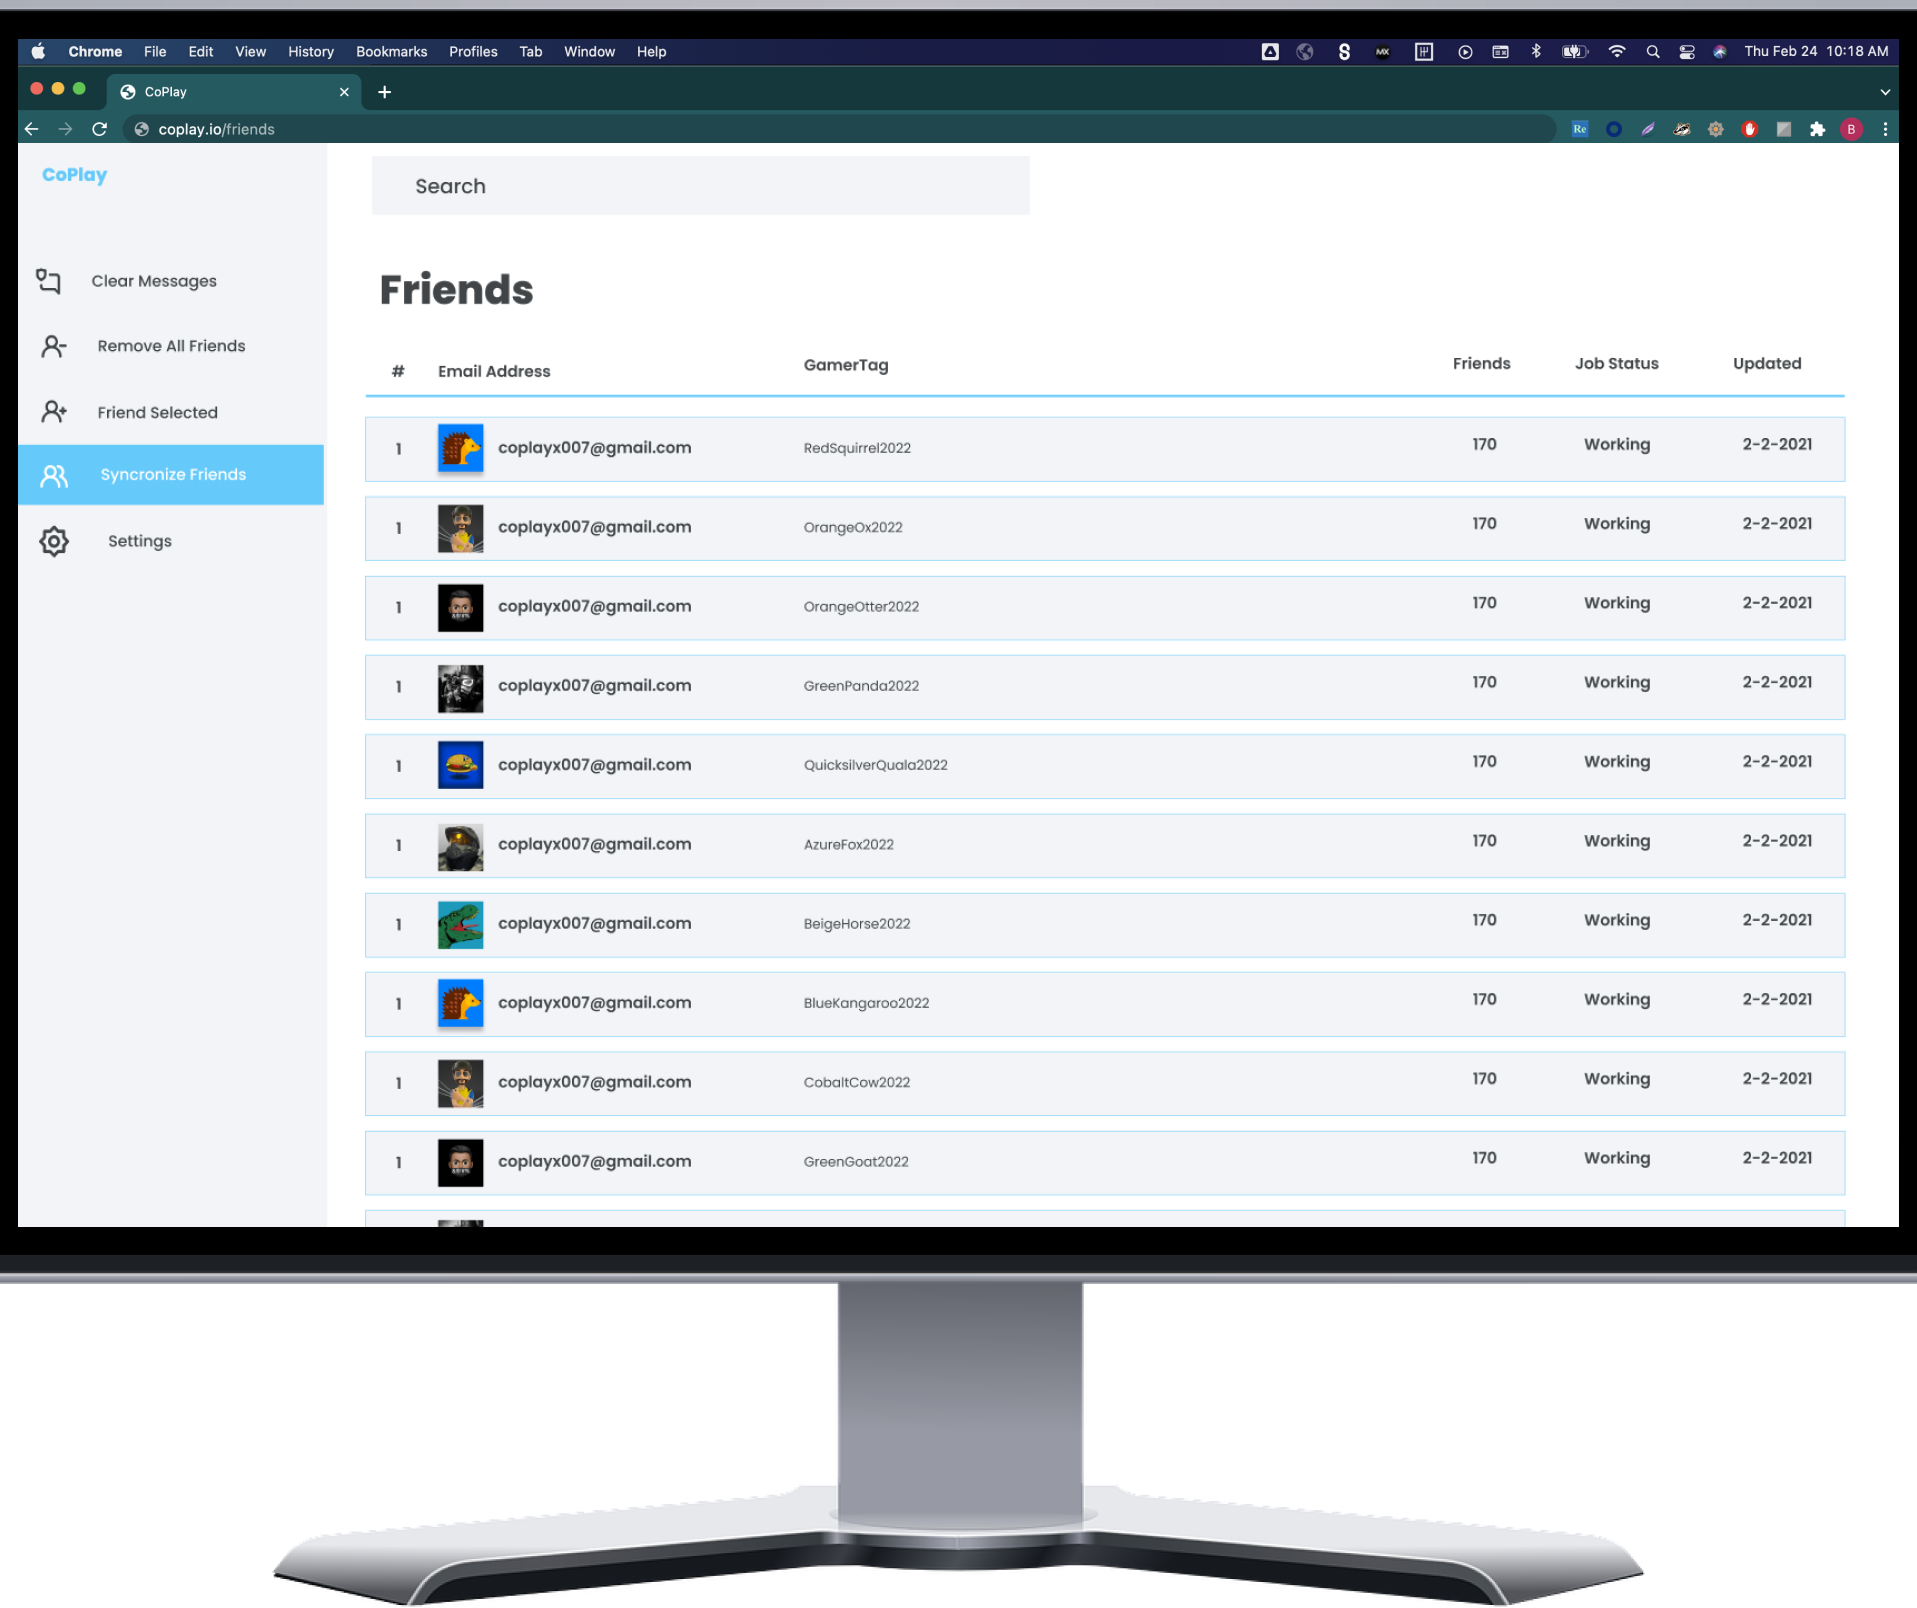 Chrome File Edit View History Bookmarks Profiles Tab Window Help Thu Feb 24 10:18 AM
CoPlay
coplay.io/friends Re B
CoPlay
Search
Clear Messages
Remove All Friends
Friend Selected
Syncronize Friends
Settings
Friends
# Email Address GamerTag Friends Job Status Updated
1 coplayx007@gmail.com RedSquirrel2022 170 Working 2-2-2021
1 coplayx007@gmail.com OrangeOx2022 170 Working 2-2-2021
1 coplayx007@gmail.com OrangeOtter2022 170 Working 2-2-2021
1 coplayx007@gmail.com GreenPanda2022 170 Working 2-2-2021
1 coplayx007@gmail.com QuicksilverQuala2022 170 Working 2-2-2021
1 coplayx007@gmail.com AzureFox2022 170 Working 2-2-2021
1 coplayx007@gmail.com BeigeHorse2022 170 Working 2-2-2021
1 coplayx007@gmail.com BlueKangaroo2022 170 Working 2-2-2021
1 coplayx007@gmail.com CobaltCow2022 170 Working 2-2-2021
1 coplayx007@gmail.com GreenGoat2022 170 Working 2-2-2021